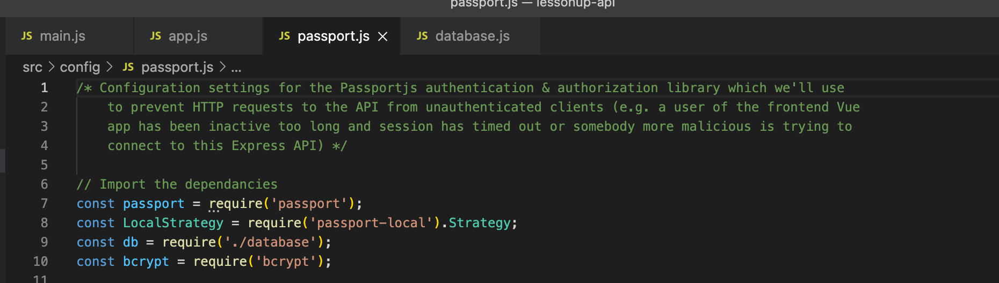 passport.js — lessonup-api
JS main.js JS app.js JS passport.js × JS database.js
src > config > JS passport.js > ...
1 /* Configuration settings for the Passportjs authentication & authorization library which we'll use
2 to prevent HTTP requests to the API from unauthenticated clients (e.g. a user of the frontend Vue
3 app has been inactive too long and session has timed out or somebody more malicious is trying to
4 connect to this Express API) */
5
6 // Import the dependancies
7 const passport = require('passport');
8 const LocalStrategy = require('passport-local').Strategy;
9 const db = require('./database');
10 const bcrypt = require('bcrypt');
11